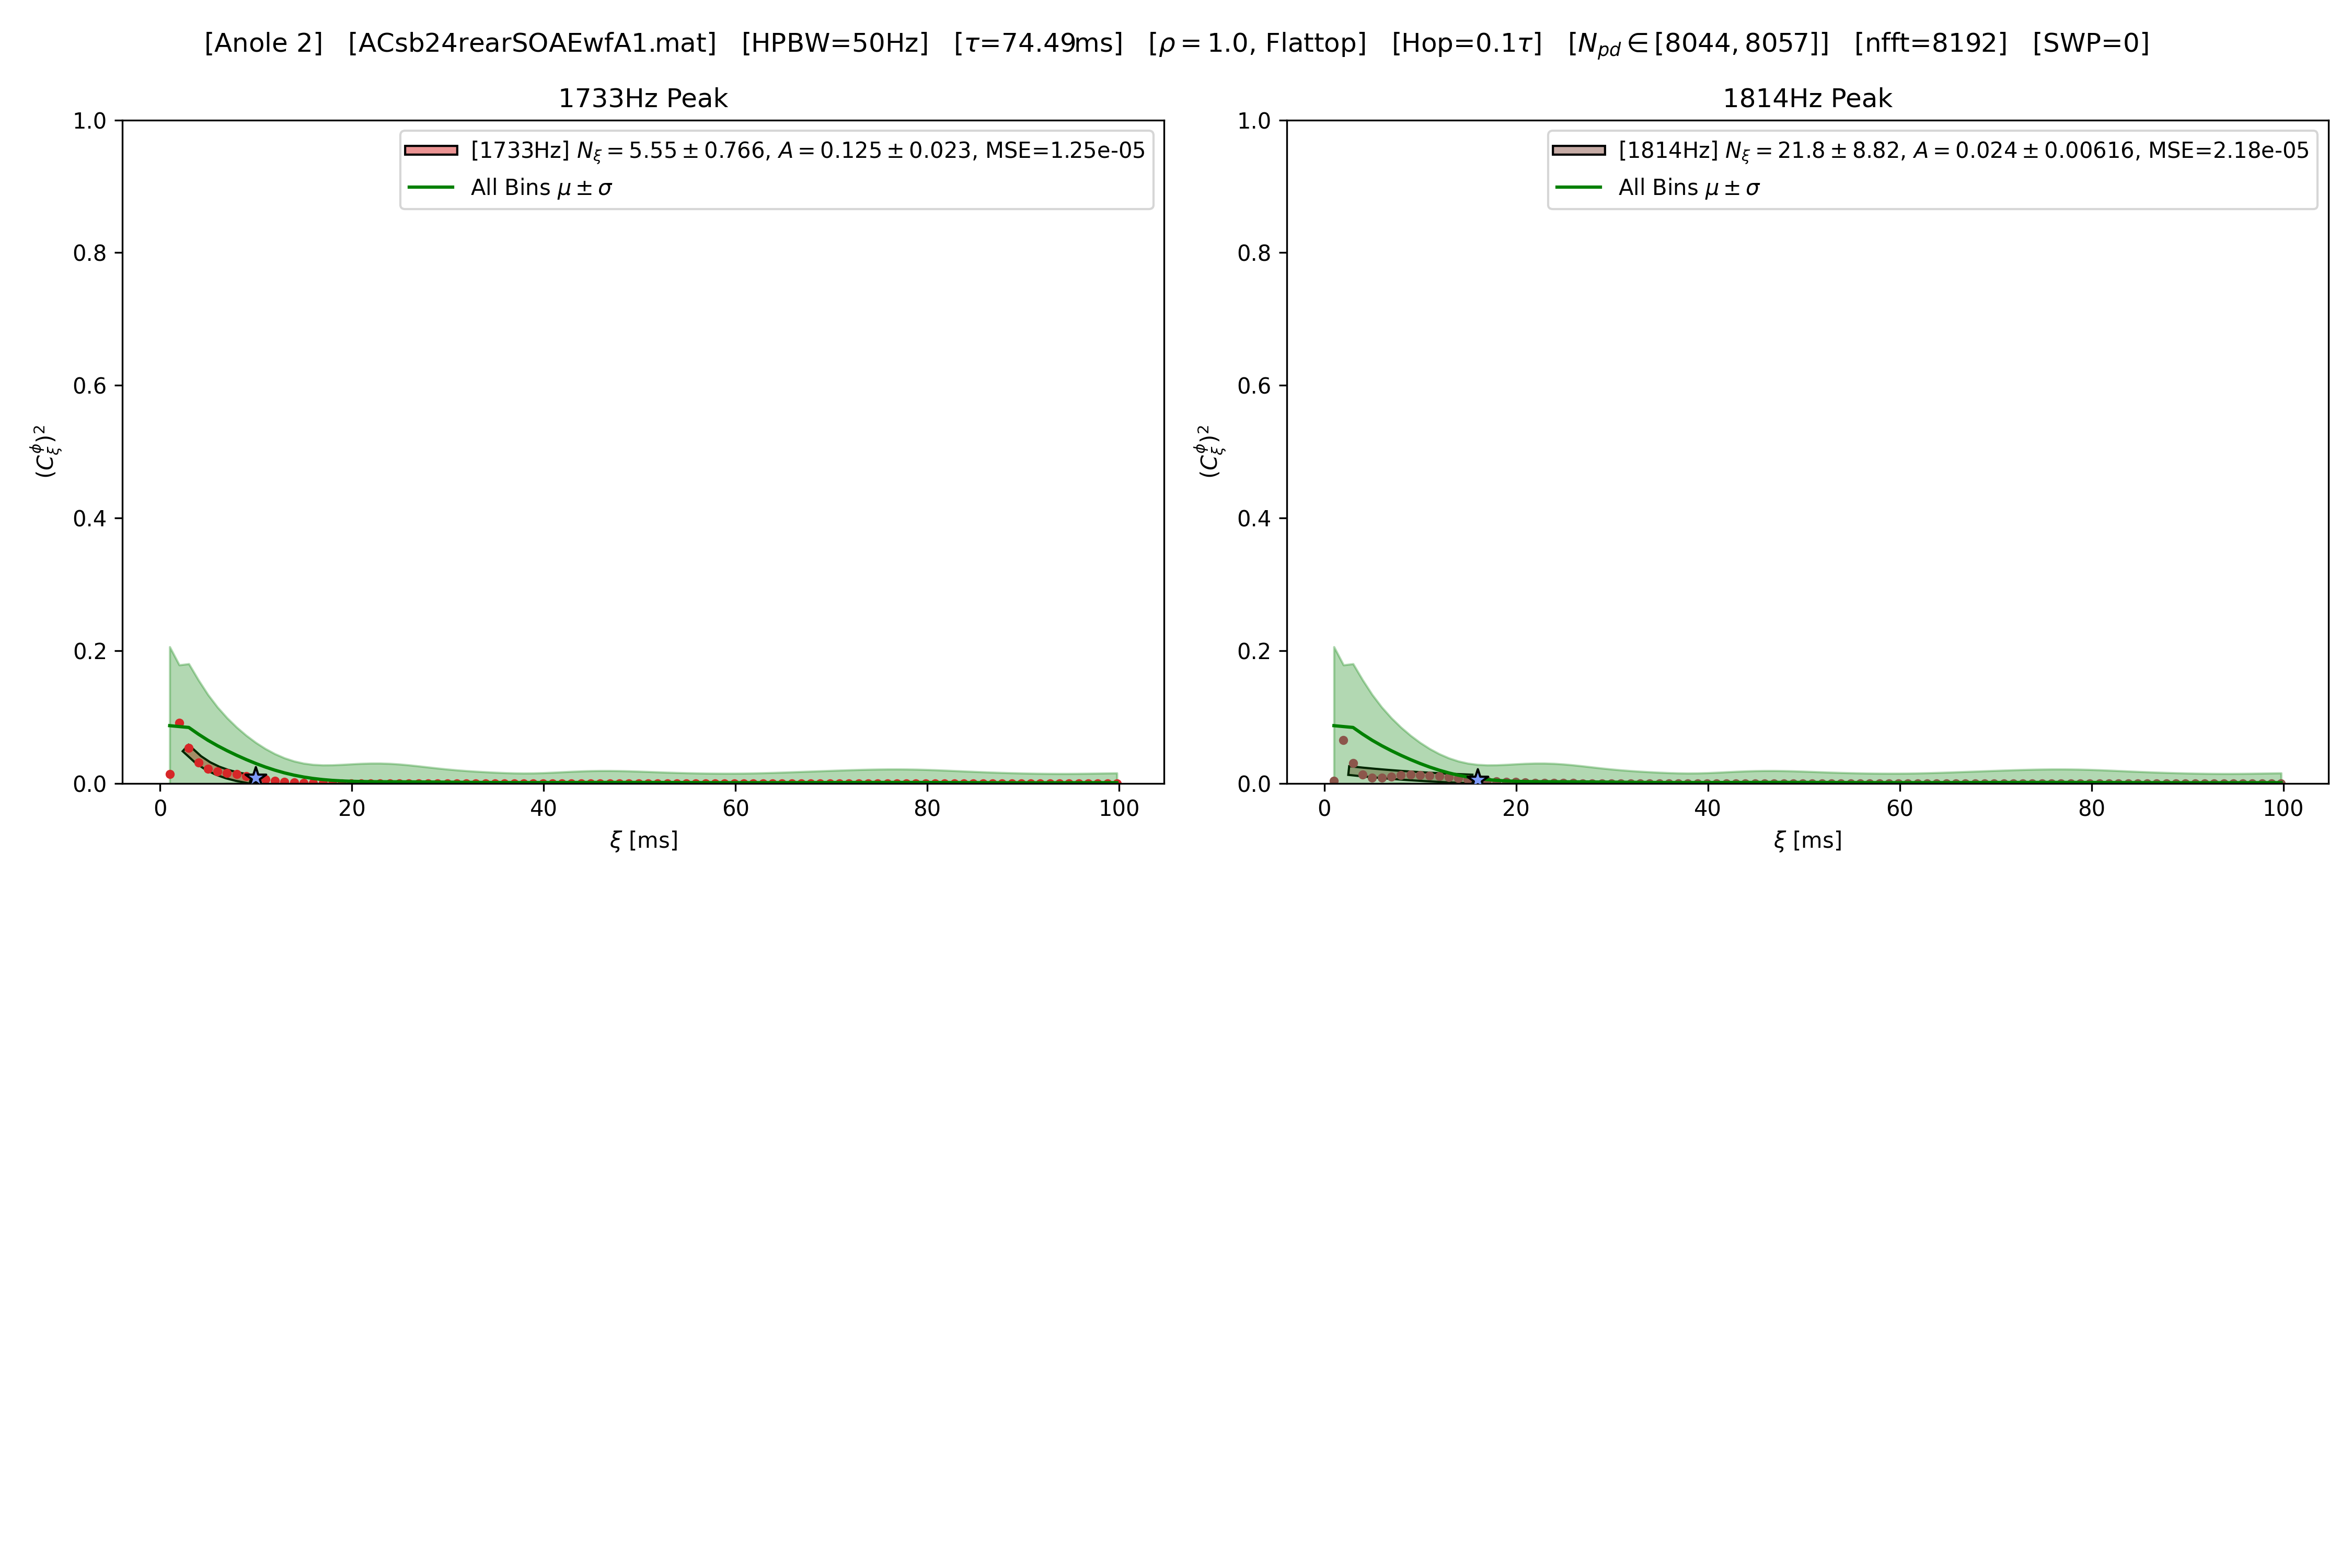 [Anole 2] [ACsb24rearSOAEwfA1.mat] [HPBW=50Hz] [τ=74.49ms] [ρ = 1.0, Flattop] [Hop=0.1τ] [N_pd ∈ [8044, 8057]] [nfft=8192] [SWP=0]
1733Hz Peak
[1733Hz] N_ξ = 5.55 ± 0.766, A = 0.125 ± 0.023, MSE=1.25e-05
All Bins μ ± σ
1.0
0.8
0.6
0.4
0.2
0.0
(C_ξ^ϕ)^2
0 20 40 60 80 100
ξ [ms]
1814Hz Peak
[1814Hz] N_ξ = 21.8 ± 8.82, A = 0.024 ± 0.00616, MSE=2.18e-05
All Bins μ ± σ
1.0
0.8
0.6
0.4
0.2
0.0
(C_ξ^ϕ)^2
0 20 40 60 80 100
ξ [ms]